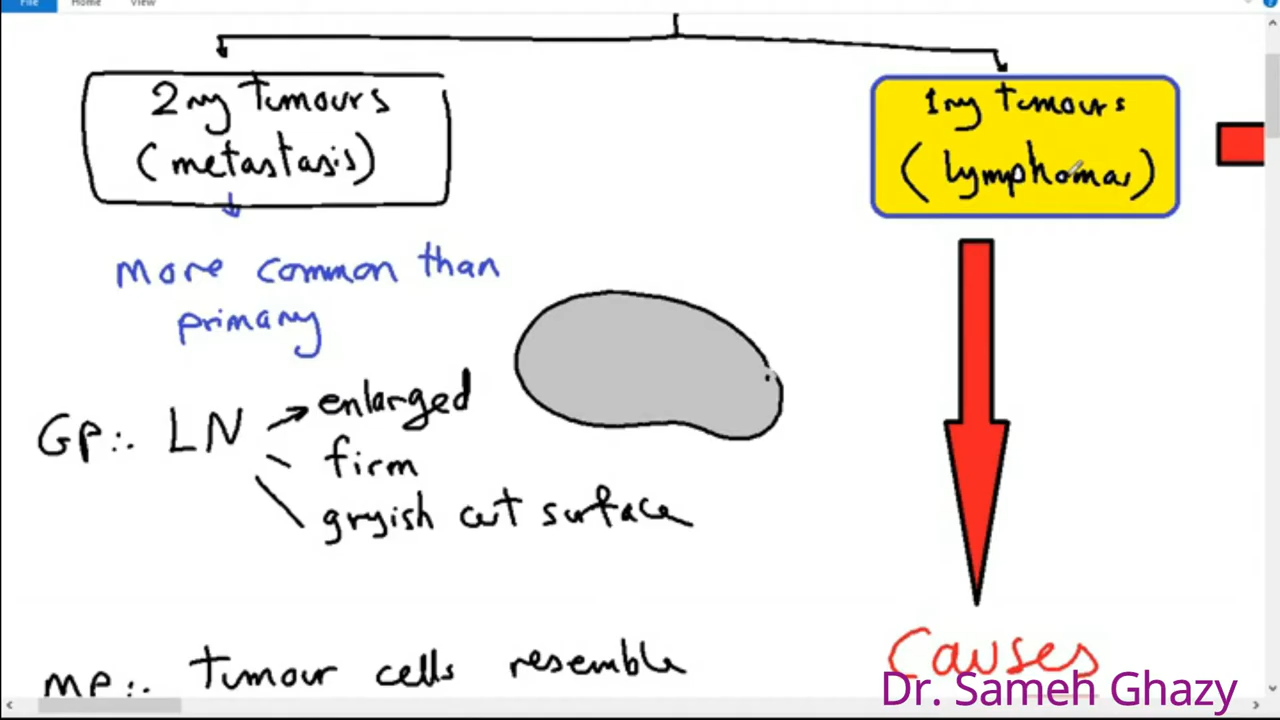 File Home View
2ry Tumours
(metastasis)
1ry tumours
(lymphomas)
More common than
primary
GP:. LN enlarged
firm
gryish cut surface
MP:. Tumour cells resemble
Causes
Dr. Sameh Ghazy